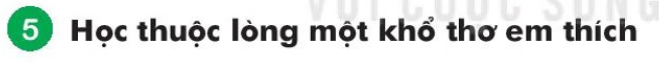 5 Học thuộc lòng một khổ thơ em thích